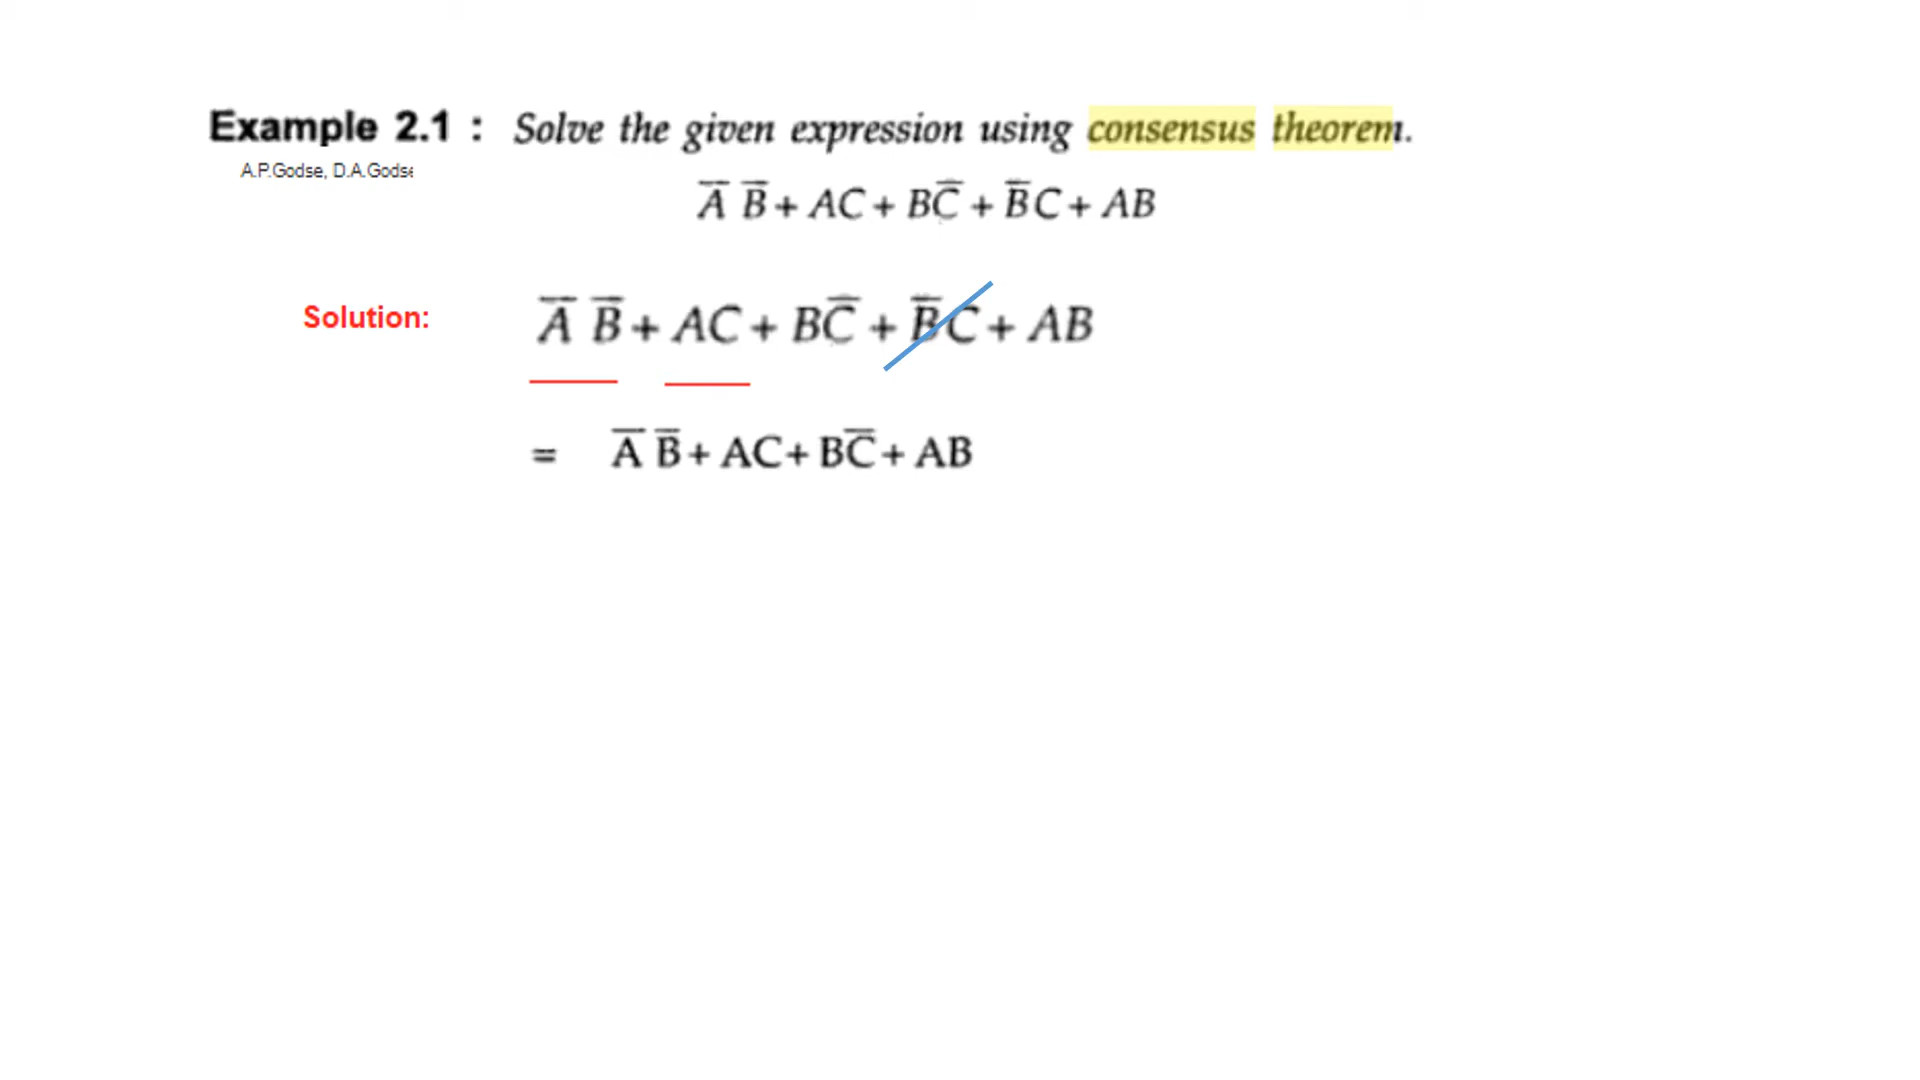 Example 2.1 : Solve the given expression using consensus theorem.
A.P.Godse, D.A.Godse
A̅ B̅ + AC + BC̅ + B̅C + AB
Solution: A̅ B̅ + AC + BC̅ + B̅C + AB
= A̅ B̅ + AC + BC̅ + AB